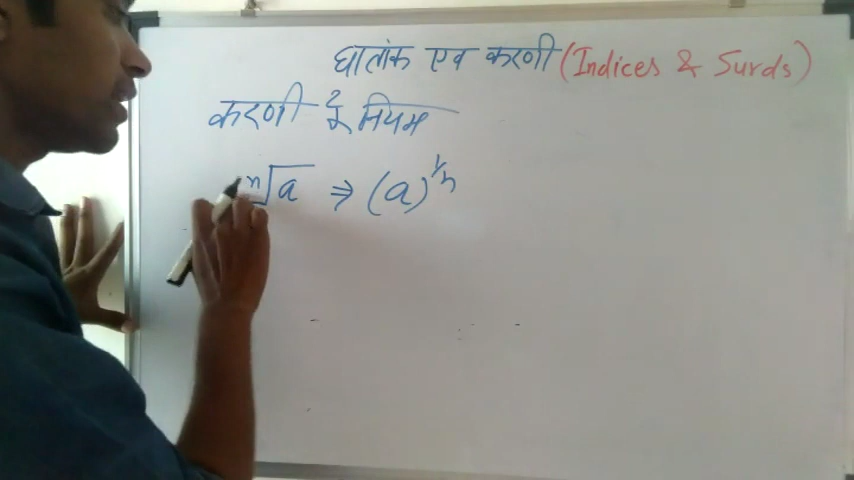 घातांक एव करणी (Indices & Surds)
करणी के नियम
ⁿ√a ⇒ (a)^1/n